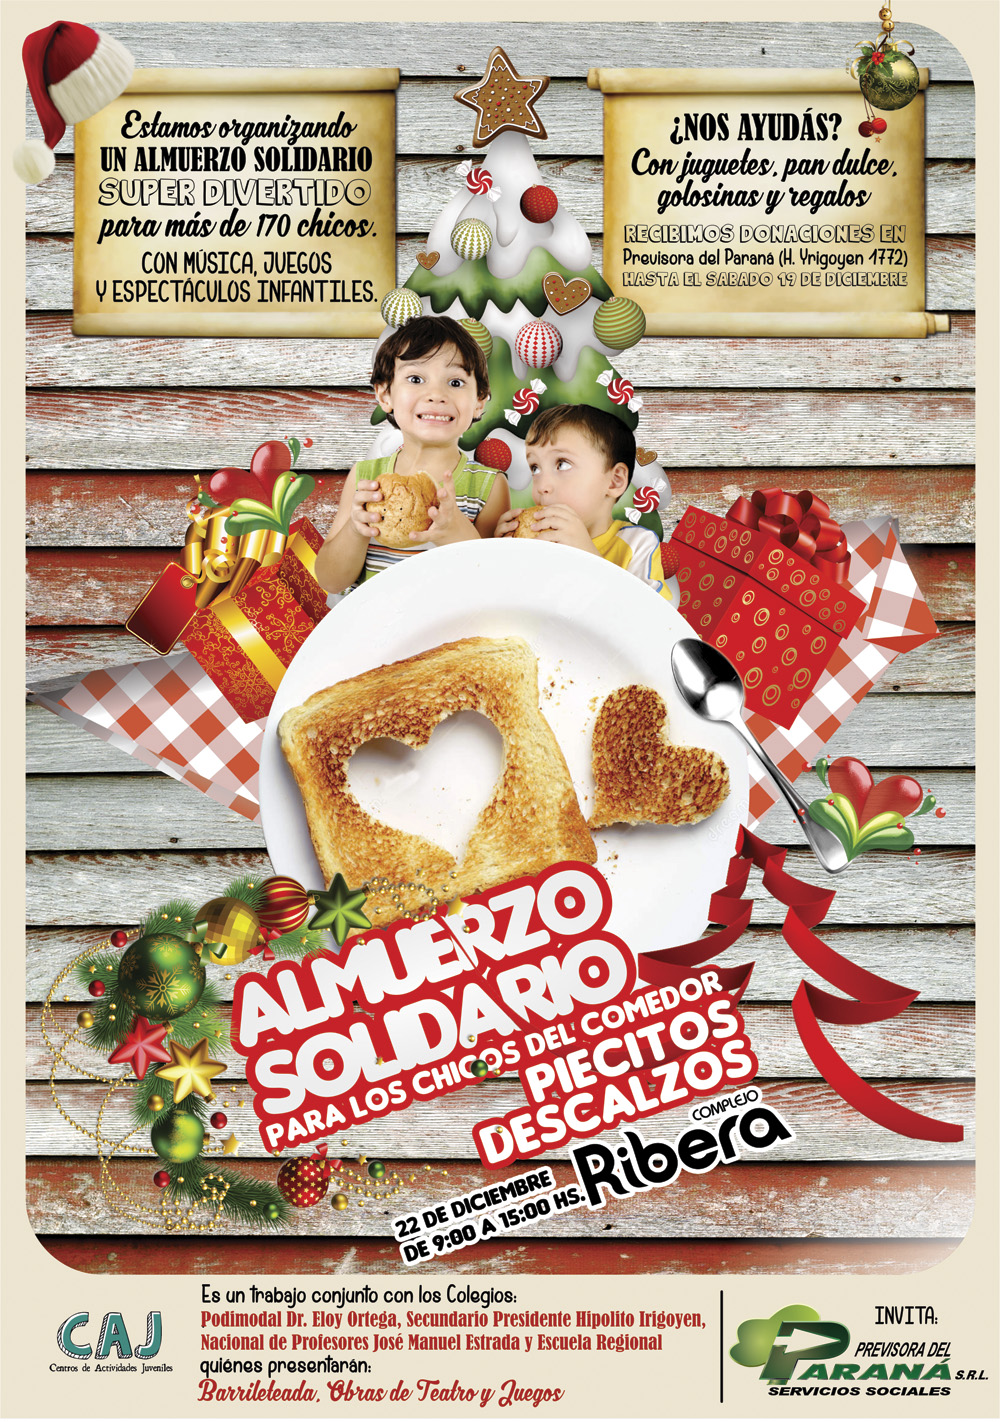 Estamos organizando
UN ALMUERZO SOLIDARIO
SUPER DIVERTIDO
para más de 170 chicos.
CON MÚSICA, JUEGOS
Y ESPECTÁCULOS INFANTILES.
¿NOS AYUDÁS?
Con juguetes, pan dulce,
golosinas y regalos
RECIBIMOS DONACIONES EN
Previsora del Paraná (H. Yrigoyen 1772)
HASTA EL SABADO 19 DE DICIEMBRE
ALMUERZO
SOLIDARIO
PARA LOS CHICOS DEL COMEDOR
PIECITOS
DESCALZOS
COMPLEJO
Ribera
22 DE DICIEMBRE
DE 9:00 A 15:00 HS.
CAJ
Centros de Actividades Juveniles
Es un trabajo conjunto con los Colegios:
Podimodal Dr. Eloy Ortega, Secundario Presidente Hipolito Irigoyen,
Nacional de Profesores José Manuel Estrada y Escuela Regional
quiénes presentarán:
Barrileteada, Obras de Teatro y Juegos
INVITA:
PREVISORA DEL
PARANÁ S.R.L.
SERVICIOS SOCIALES